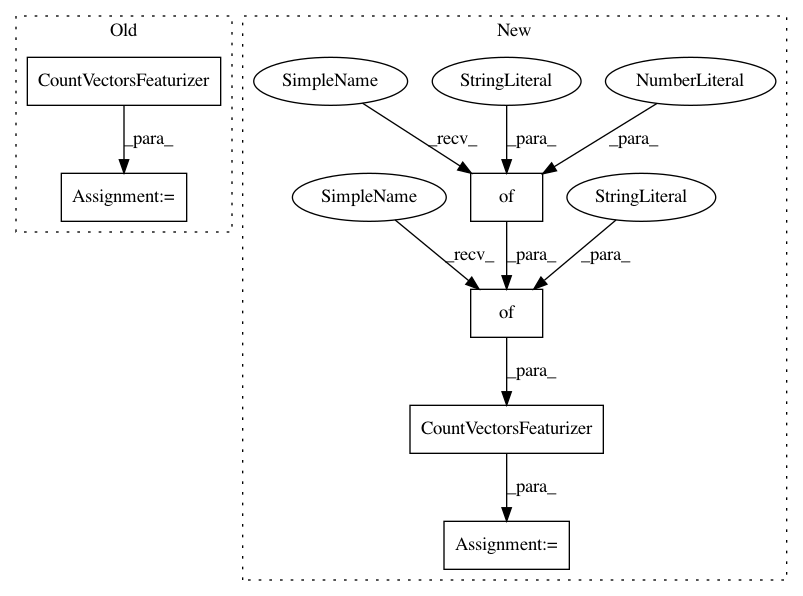 Old
New
CountVectorsFeaturizer
SimpleName
StringLiteral
NumberLiteral
_para_
_recv_
_para_
_para_
Assignment:=
SimpleName
of
StringLiteral
_recv_
_para_
_para_
of
_para_
CountVectorsFeaturizer
_para_
Assignment:=